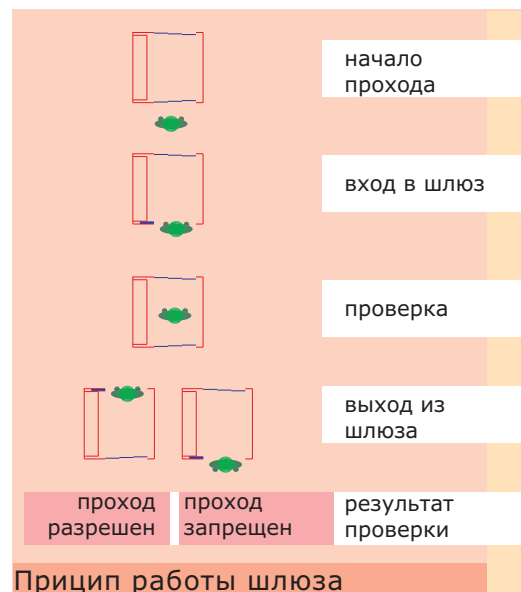 начало
прохода
вход в шлюз
проверка
выход из
шлюза
проход
разрешен
проход
запрещен
результат
проверки
Прицип работы шлюза